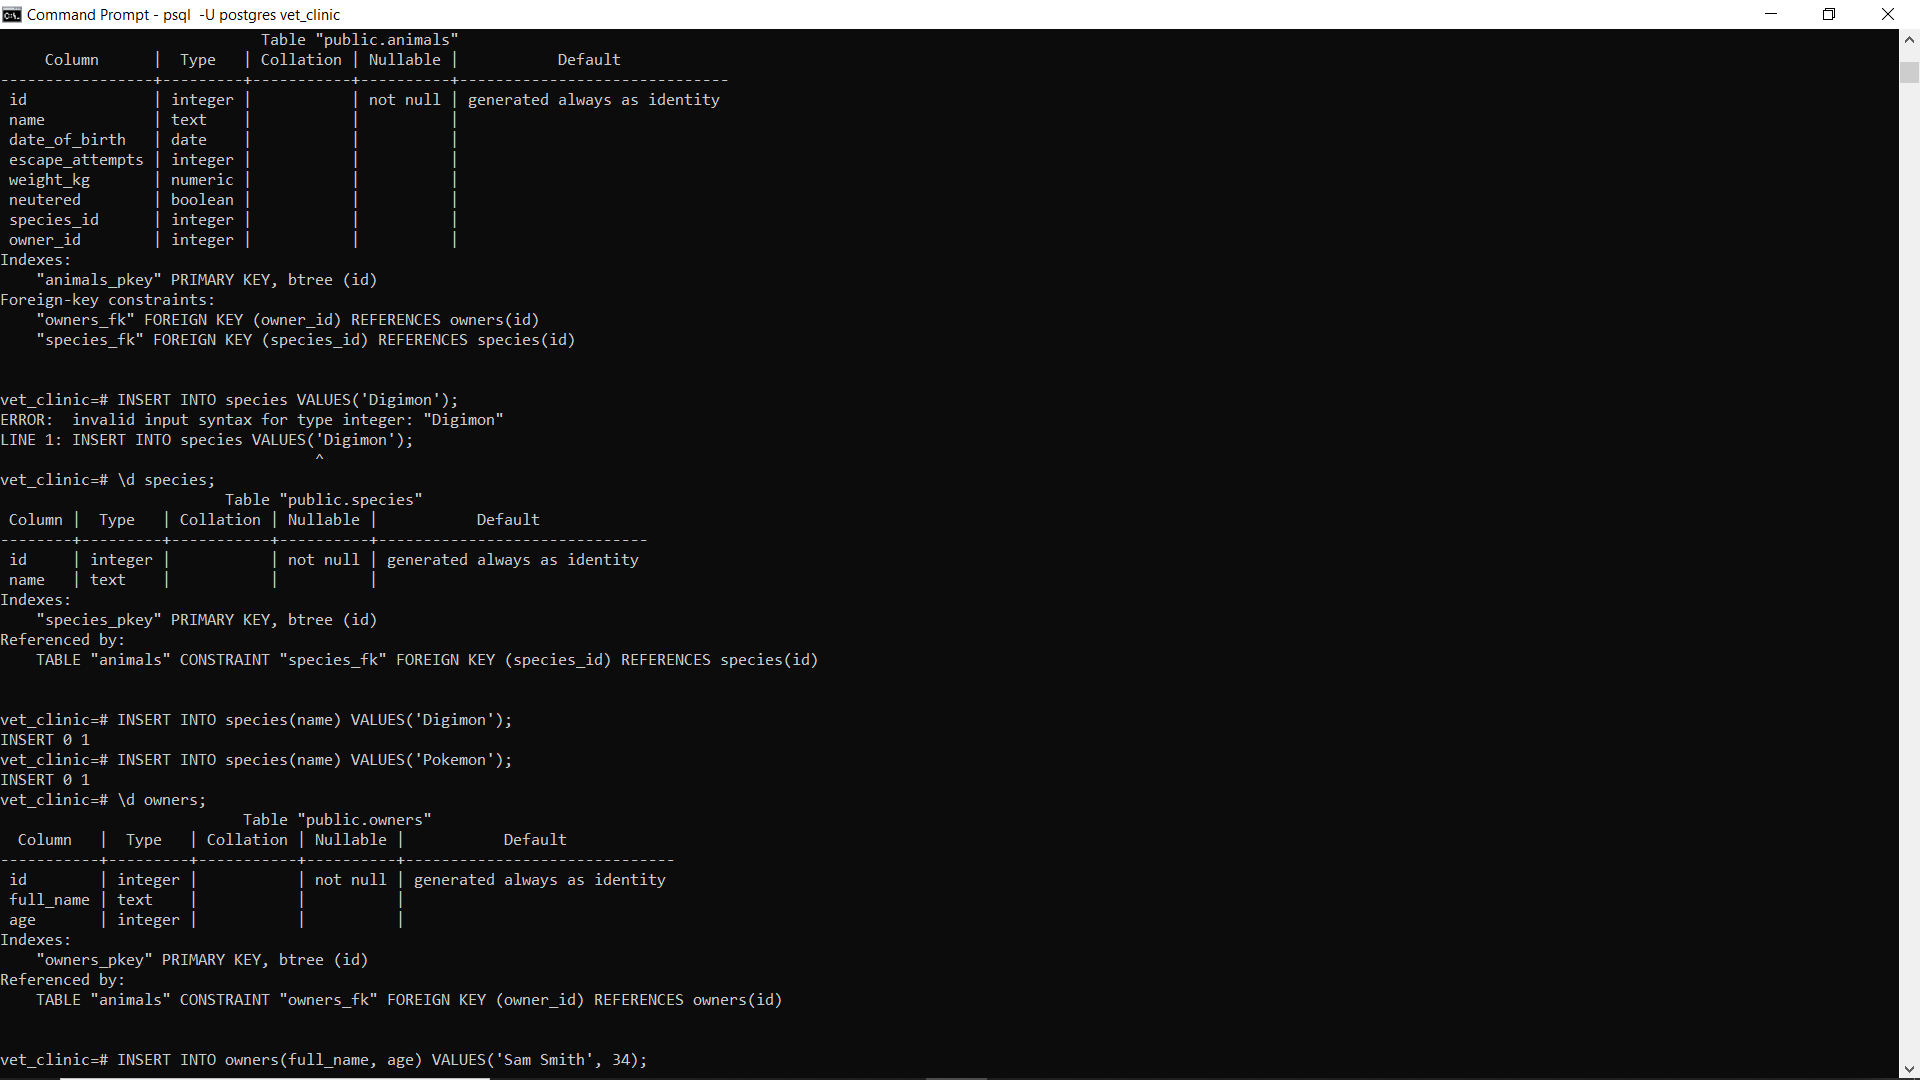 Command Prompt - psql  -U postgres vet_clinic
                             Table "public.animals"
     Column      |  Type   | Collation | Nullable |           Default
-----------------+---------+-----------+----------+------------------------------
 id              | integer |           | not null | generated always as identity
 name            | text    |           |          |
 date_of_birth   | date    |           |          |
 escape_attempts | integer |           |          |
 weight_kg       | numeric |           |          |
 neutered        | boolean |           |          |
 species_id      | integer |           |          |
 owner_id        | integer |           |          |
Indexes:
    "animals_pkey" PRIMARY KEY, btree (id)
Foreign-key constraints:
    "owners_fk" FOREIGN KEY (owner_id) REFERENCES owners(id)
    "species_fk" FOREIGN KEY (species_id) REFERENCES species(id)
vet_clinic=# INSERT INTO species VALUES('Digimon');
ERROR:  invalid input syntax for type integer: "Digimon"
LINE 1: INSERT INTO species VALUES('Digimon');
                                   ^
vet_clinic=# \d species;
                         Table "public.species"
 Column |  Type   | Collation | Nullable |           Default
--------+---------+-----------+----------+------------------------------
 id     | integer |           | not null | generated always as identity
 name   | text    |           |          |
Indexes:
    "species_pkey" PRIMARY KEY, btree (id)
Referenced by:
    TABLE "animals" CONSTRAINT "species_fk" FOREIGN KEY (species_id) REFERENCES species(id)
vet_clinic=# INSERT INTO species(name) VALUES('Digimon');
INSERT 0 1
vet_clinic=# INSERT INTO species(name) VALUES('Pokemon');
INSERT 0 1
vet_clinic=# \d owners;
                           Table "public.owners"
  Column   |  Type   | Collation | Nullable |           Default
-----------+---------+-----------+----------+------------------------------
 id        | integer |           | not null | generated always as identity
 full_name | text    |           |          |
 age       | integer |           |          |
Indexes:
    "owners_pkey" PRIMARY KEY, btree (id)
Referenced by:
    TABLE "animals" CONSTRAINT "owners_fk" FOREIGN KEY (owner_id) REFERENCES owners(id)
vet_clinic=# INSERT INTO owners(full_name, age) VALUES('Sam Smith', 34);